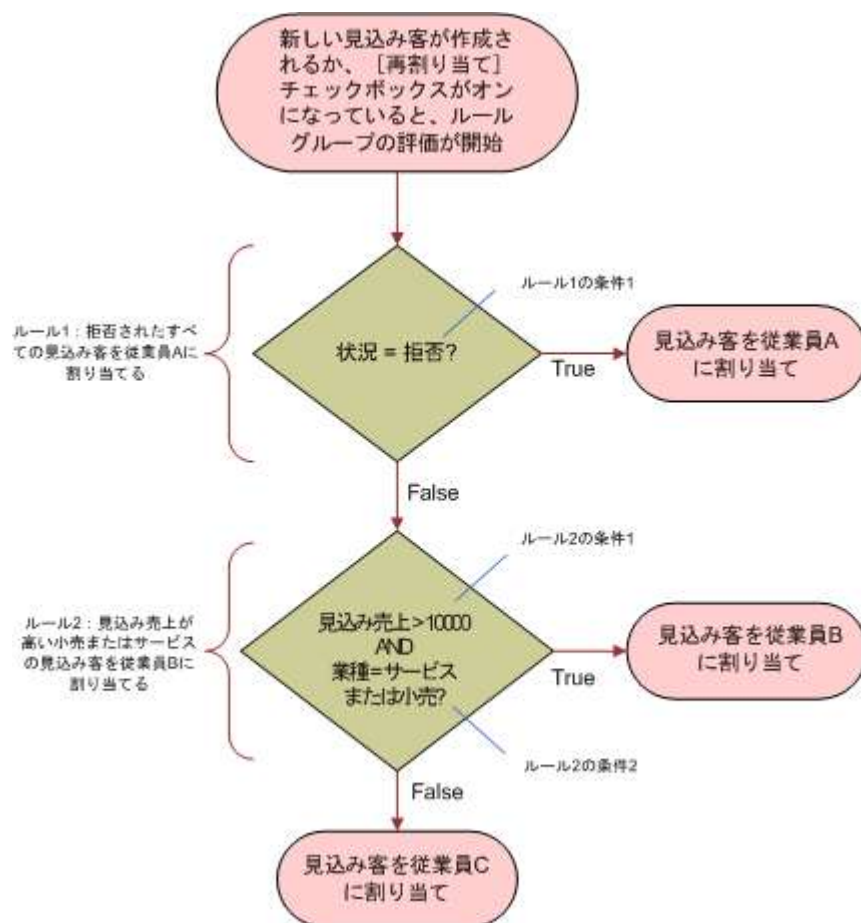 新しい見込み客が作成さ
れるか、［再割り当て］
チェックボックスがオン
になっていると、ルール
グループの評価が開始
ルール1の条件1
ルール1：拒否されたすべ
ての見込み客を従業員Aに
割り当てる
状況 = 拒否?
True
見込み客を従業員A
に割り当て
False
ルール2の条件1
ルール2：見込み売上が
高い小売またはサービス
の見込み客を従業員Bに
割り当てる
見込み売上>10000
AND
業種=サービス
または小売?
True
見込み客を従業員B
に割り当て
ルール2の条件2
False
見込み客を従業員C
に割り当て